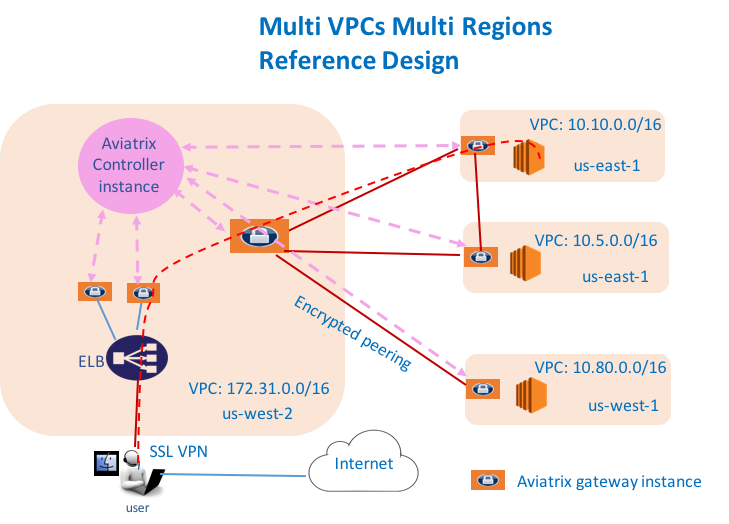 Multi VPCs Multi Regions
Reference Design
Aviatrix
Controller
instance
VPC: 10.10.0.0/16
us-east-1
VPC: 10.5.0.0/16
us-east-1
Encrypted peering
ELB
VPC: 172.31.0.0/16
us-west-2
VPC: 10.80.0.0/16
us-west-1
SSL VPN
Internet
user
Aviatrix gateway instance